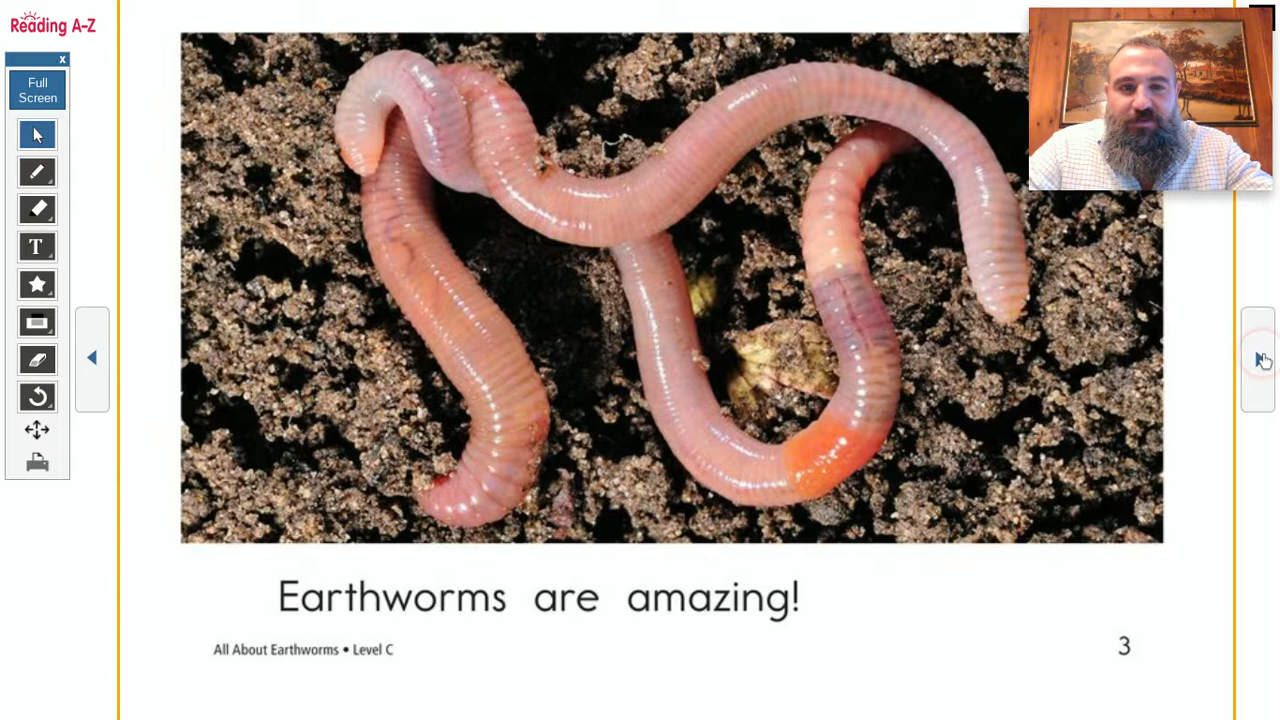 Reading A-Z
x
Full
Screen
T
Earthworms are amazing!
All About Earthworms • Level C
3